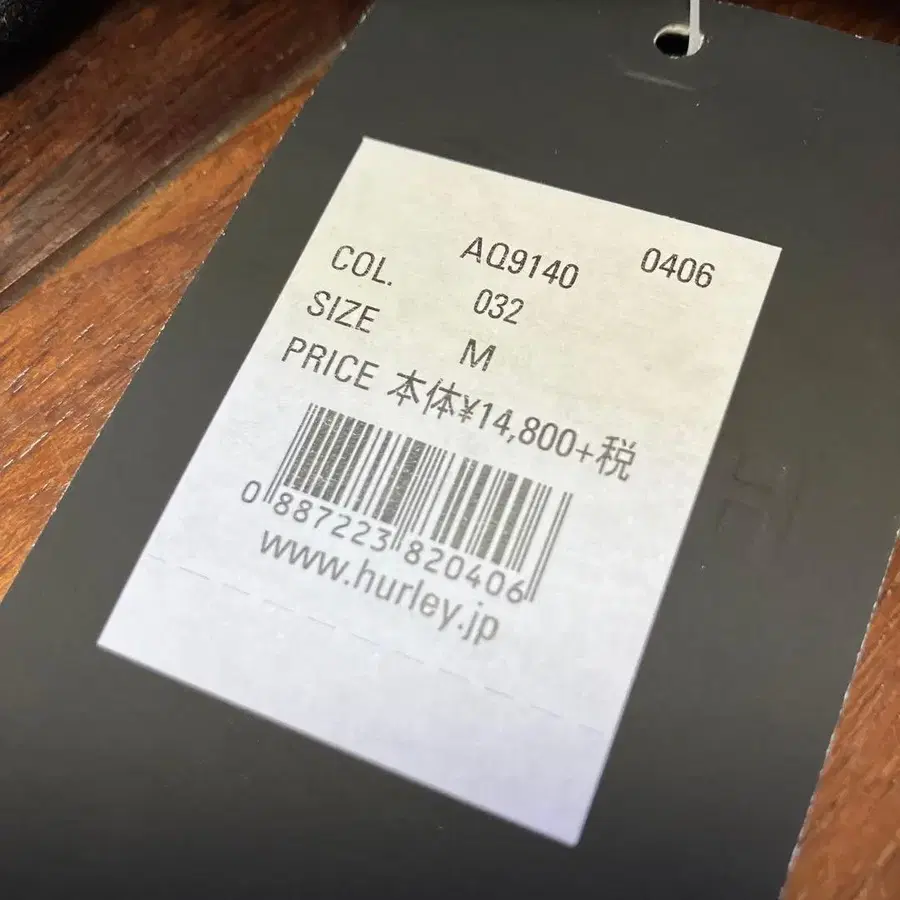 AQ9140 0406
COL. 032
SIZE M
PRICE 本体¥14,800+税
0 887223 820406
www.hurley.jp
H